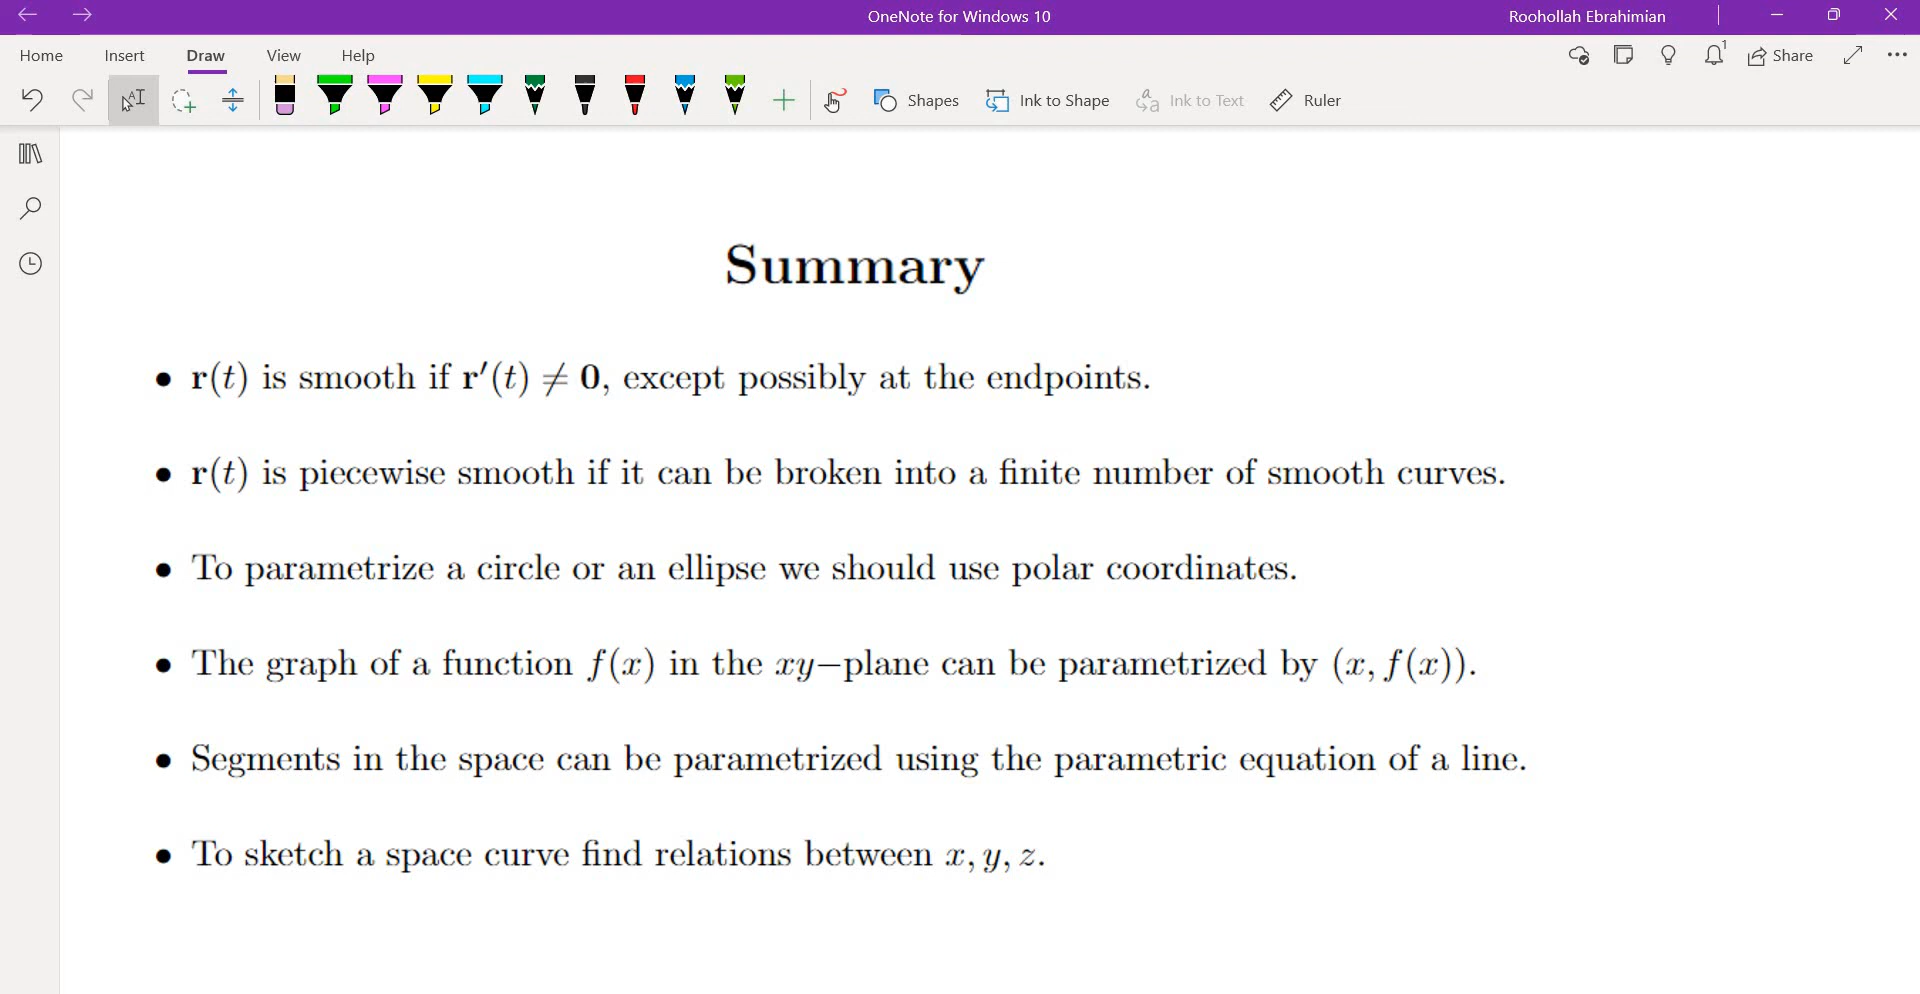 OneNote for Windows 10
Roohollah Ebrahimian
Home Insert Draw View Help
1
Share
AI
Shapes
Ink to Shape
a a Ink to Text
Ruler
Summary
• r(t) is smooth if r′(t) ≠ 0, except possibly at the endpoints.
• r(t) is piecewise smooth if it can be broken into a finite number of smooth curves.
• To parametrize a circle or an ellipse we should use polar coordinates.
• The graph of a function f(x) in the xy−plane can be parametrized by (x, f(x)).
• Segments in the space can be parametrized using the parametric equation of a line.
• To sketch a space curve find relations between x, y, z.